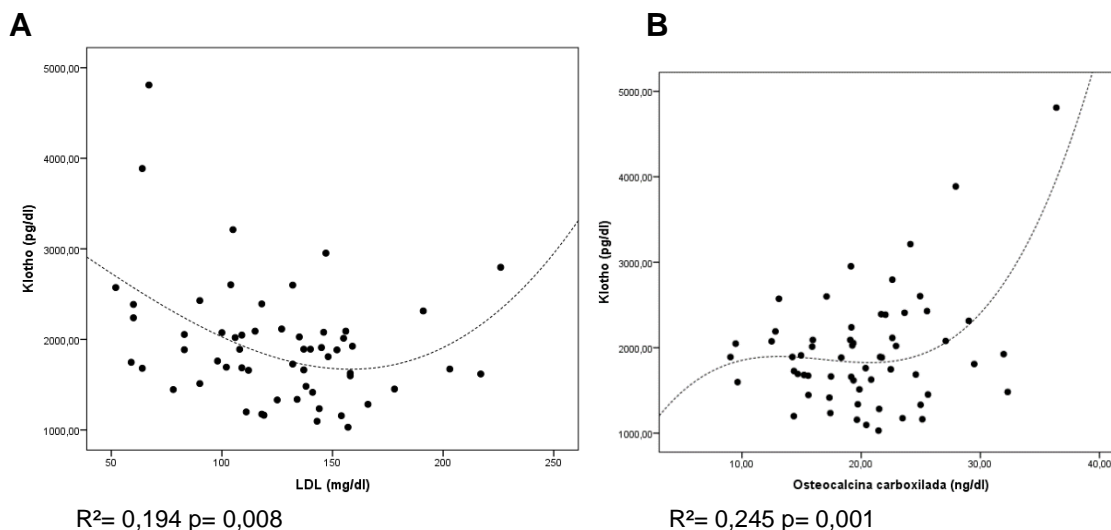 A
B
Klotho (pg/dl)
5000,00
4000,00
3000,00
2000,00
1000,00
50
100
150
200
250
LDL (mg/dl)
R²= 0,194 p= 0,008
Klotho (pg/dl)
5000,00
4000,00
3000,00
2000,00
1000,00
10,00
20,00
30,00
40,00
Osteocalcina carboxilada (ng/dl)
R²= 0,245 p= 0,001